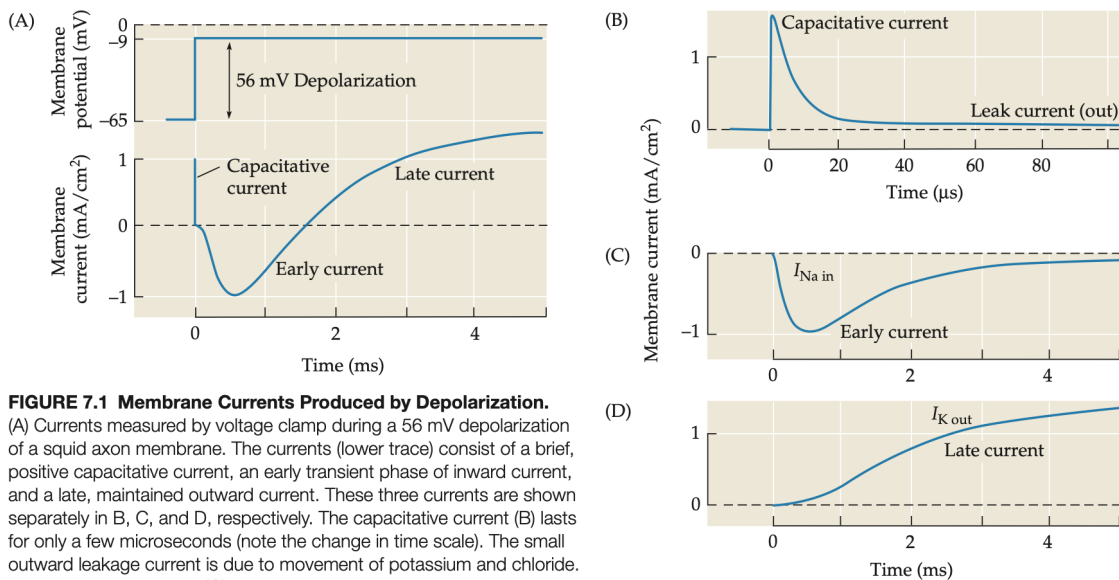 (A)
0
−9
−65
Membrane
potential (mV)
56 mV Depolarization
1
0
−1
Membrane
current (mA/cm2)
Capacitative
current
Late current
Early current
0
2
4
Time (ms)
FIGURE 7.1 Membrane Currents Produced by Depolarization.
(A) Currents measured by voltage clamp during a 56 mV depolarization
of a squid axon membrane. The currents (lower trace) consist of a brief,
positive capacitative current, an early transient phase of inward current,
and a late, maintained outward current. These three currents are shown
separately in B, C, and D, respectively. The capacitative current (B) lasts
for only a few microseconds (note the change in time scale). The small
outward leakage current is due to movement of potassium and chloride.
Membrane current (mA/cm2)
(B)
Capacitative current
1
0
Leak current (out)
0
20
40
60
80
Time (μs)
(C)
0
−1
INa in
Early current
0
2
4
(D)
1
0
IK out
Late current
0
2
4
Time (ms)